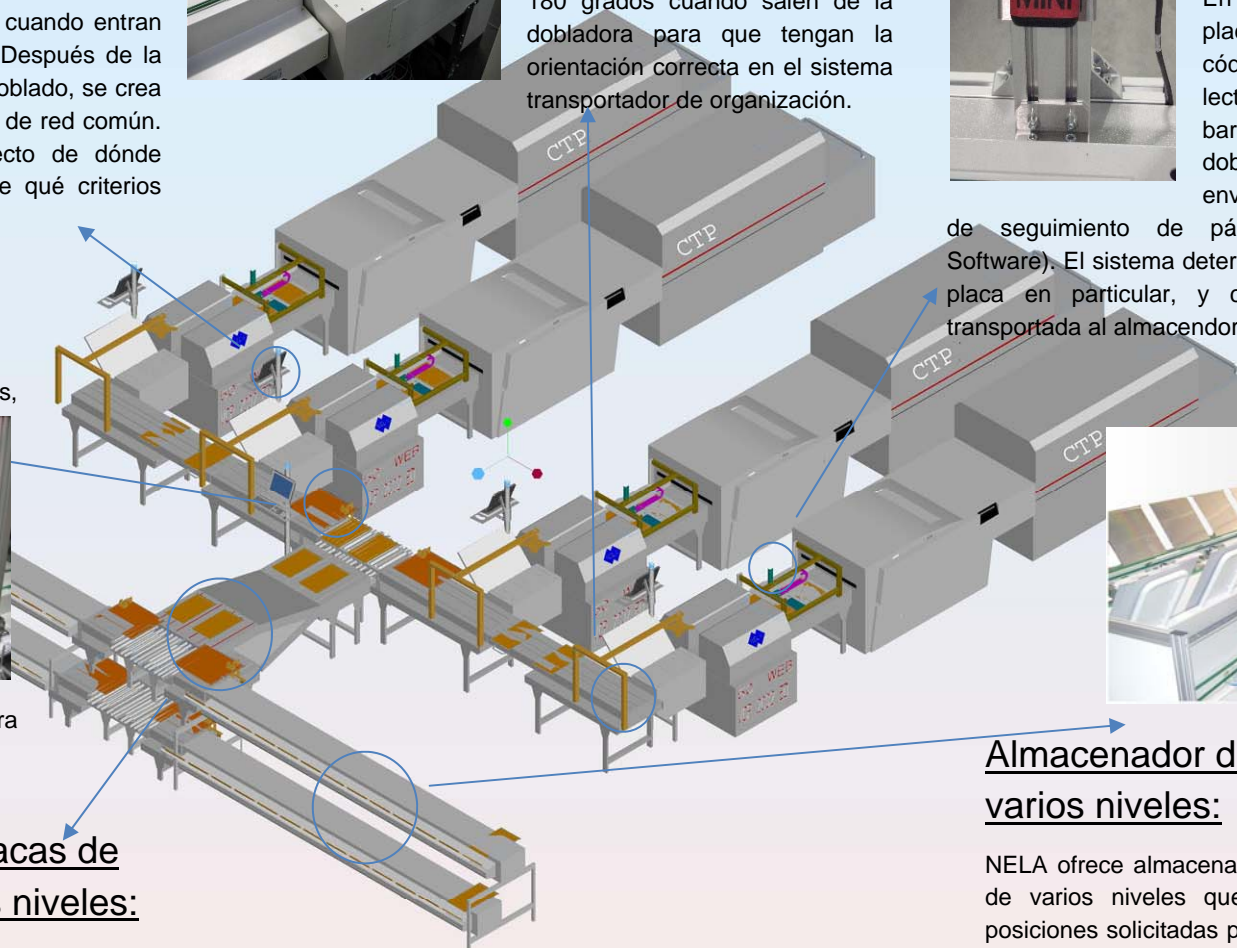 cuando entran
Después de la
oblado, se crea
de red común.
ecto de dónde
e qué criterios
180 grados cuando salen de la
dobladora para que tengan la
orientación correcta en el sistema
transportador de organización.
MINI
En
plac
cód
lect
bar
dob
env
de seguimiento de pá
Software). El sistema deter
placa en particular, y d
transportada al almacendor
s,
ra
CTP
CTP
CTP
CTP
WEB
WEB
acas de
s niveles:
Almacenador d
varios niveles:
NELA ofrece almacena
de varios niveles que
posiciones solicitadas p